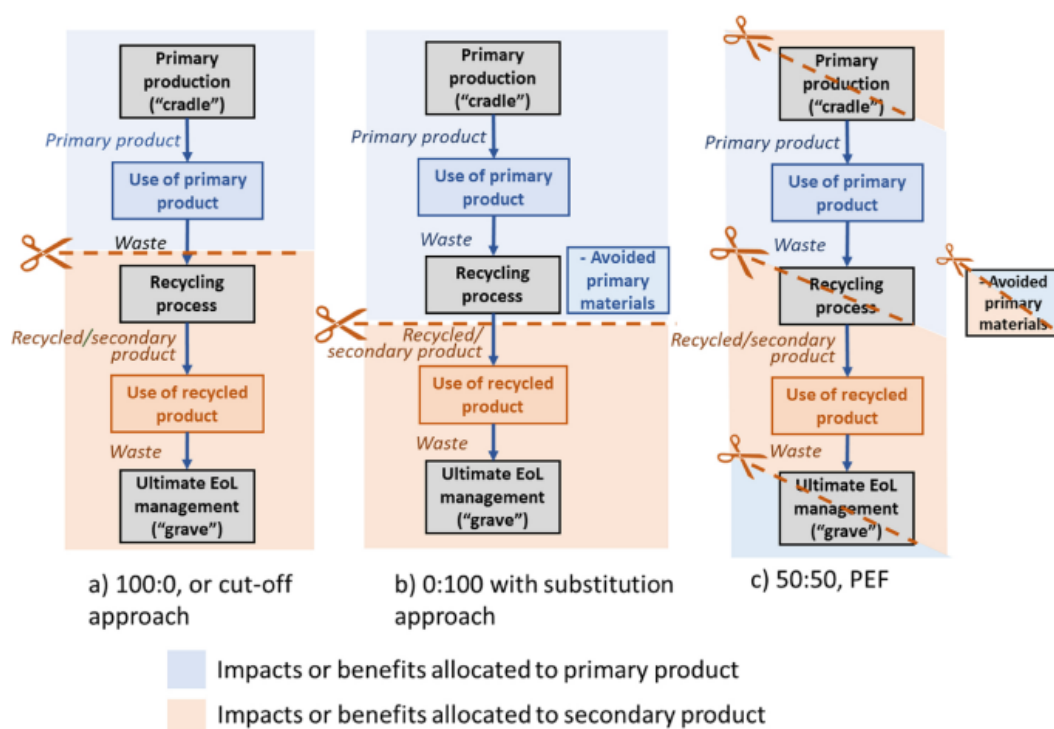 Primary
production
(“cradle”)
Primary product
Use of primary
product
Waste
Recycling
process
Recycled/secondary
product
Use of recycled
product
Waste
Ultimate EoL
management
(“grave”)
a) 100:0, or cut-off
approach
Primary
production
(“cradle”)
Primary product
Use of primary
product
Waste
Recycling
process
- Avoided
primary
materials
Recycled/
secondary product
Use of recycled
product
Waste
Ultimate EoL
management
(“grave”)
b) 0:100 with substitution
approach
Primary
production
(“cradle”)
Primary product
Use of primary
product
Waste
Recycling
process
- Avoided
primary
materials
Recycled/secondary
product
Use of recycled
product
Waste
Ultimate EoL
management
(“grave”)
c) 50:50, PEF
Impacts or benefits allocated to primary product
Impacts or benefits allocated to secondary product